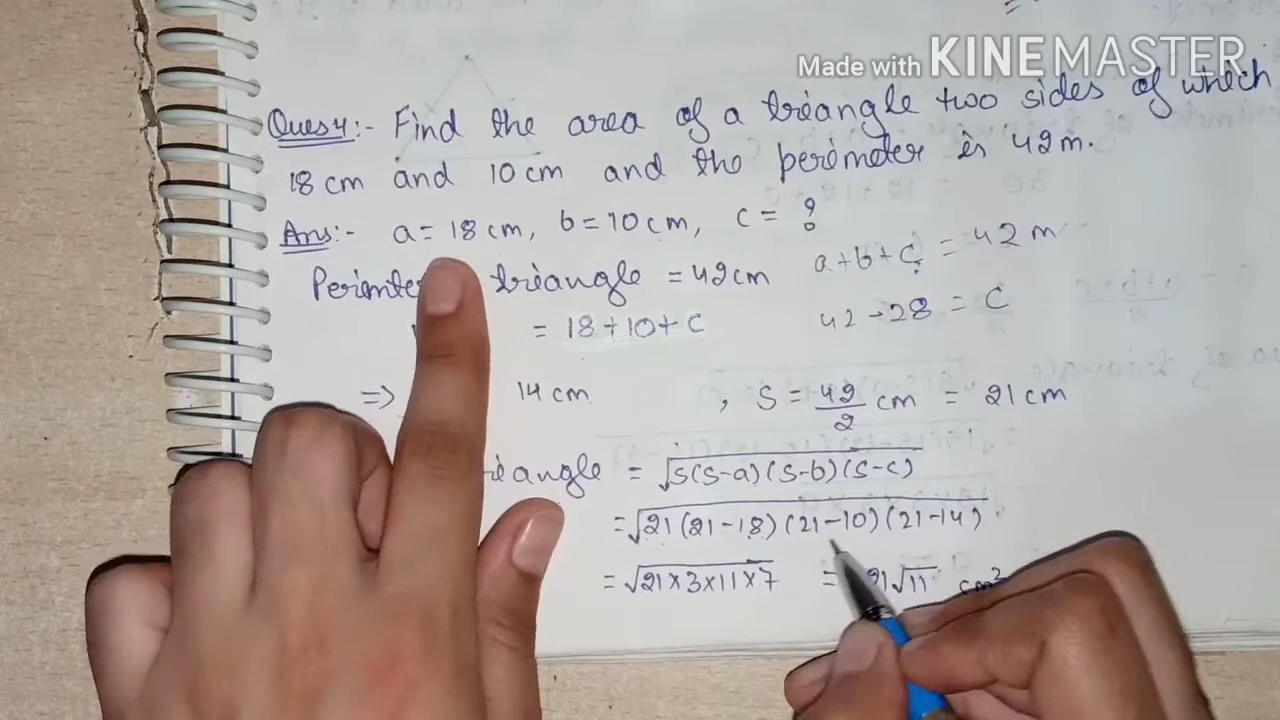 Made with KINEMASTER
Ques4:- Find the area of a triangle two sides of which
18 cm and 10 cm and the perimeter is 42 m.
Ans:- a = 18 cm, b = 10 cm, c = ?
a+b+c = 42 m
triangle = 42 cm
= 18 + 10 + c
42 - 28 = C
=> 14 cm , S = 42/2 cm = 21 cm
= √s(s-a)(s-b)(s-c)
= √21(21-18)(21-10)(21-14)
= √21×3×11×7 = 21√11 cm²